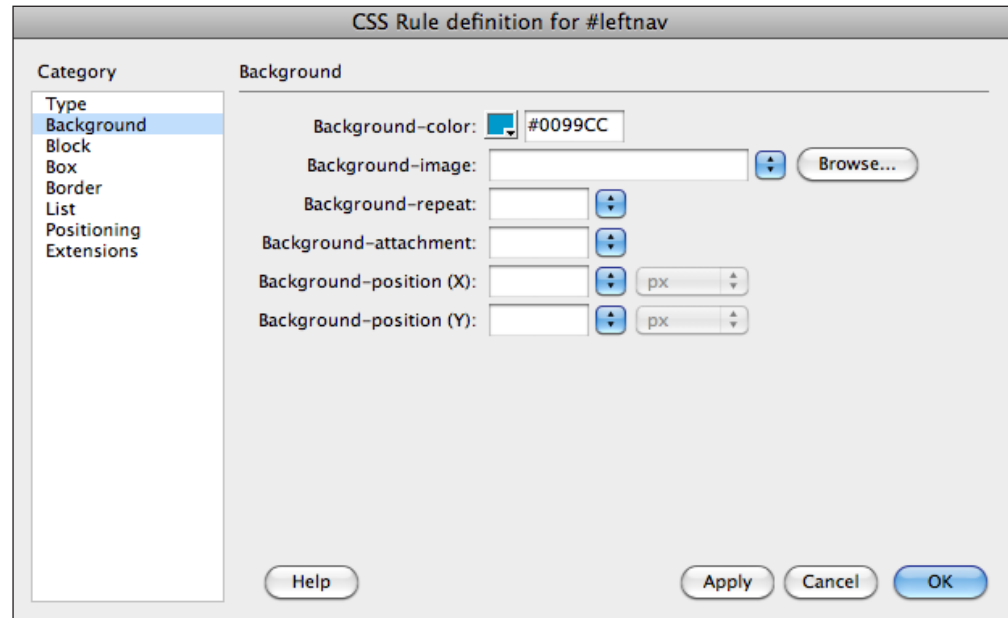 CSS Rule definition for #leftnav
Category
Type
Background
Block
Box
Border
List
Positioning
Extensions
Background
Background-color: #0099CC
Background-image: Browse...
Background-repeat:
Background-attachment:
Background-position (X): px
Background-position (Y): px
Help Apply Cancel OK